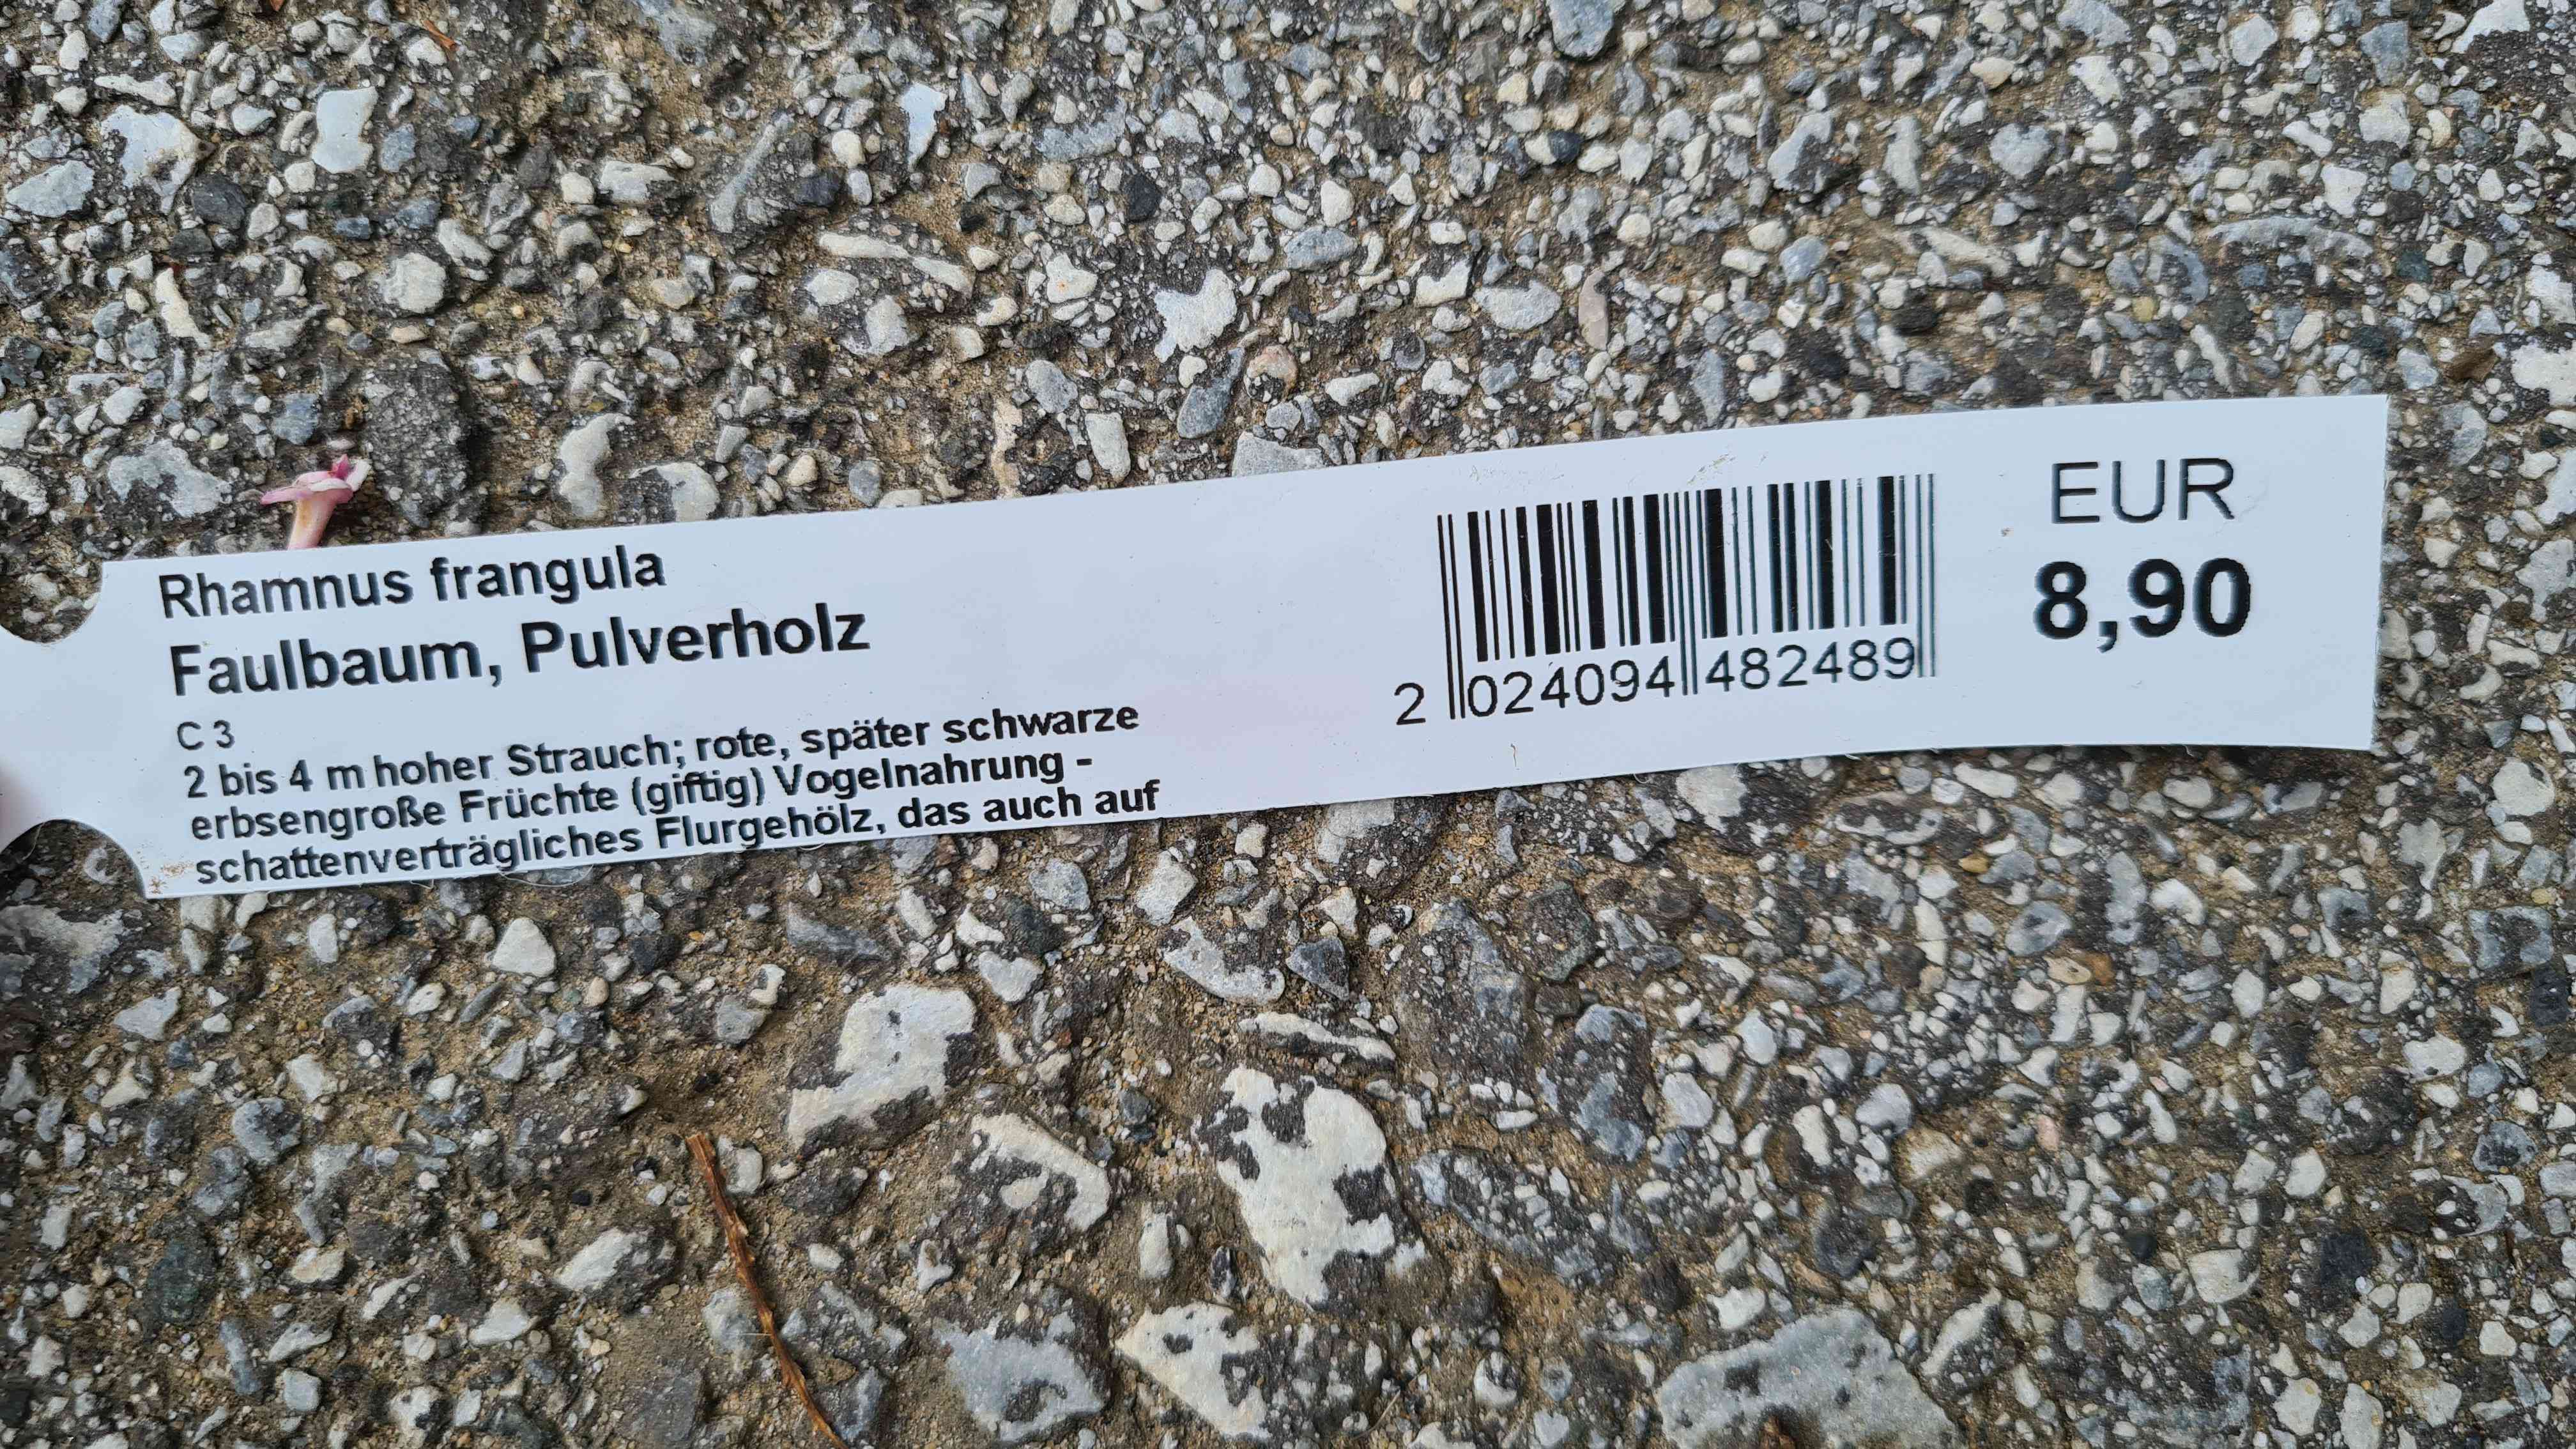 Rhamnus frangula
Faulbaum, Pulverholz
C 3
2 bis 4 m hoher Strauch; rote, später schwarze
erbsengroße Früchte (giftig) Vogelnahrung -
schattenverträgliches Flurgehölz, das auch auf
2 024094 482489
EUR
8,90